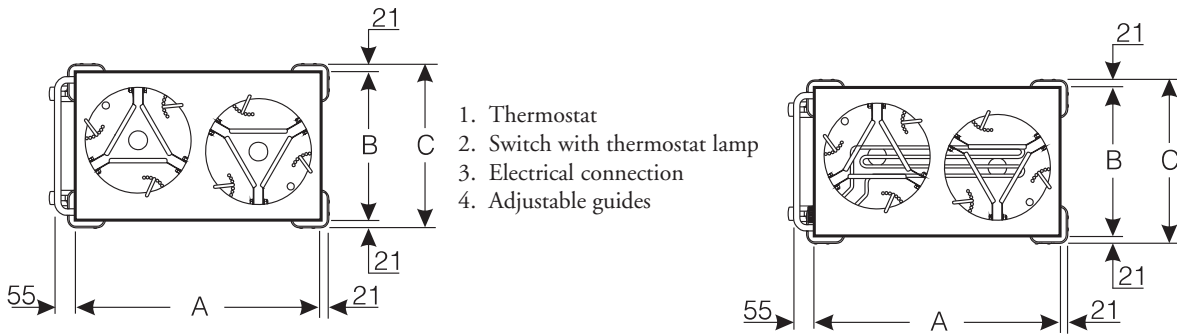 21
B
C
21
55
A
21
1. Thermostat
2. Switch with thermostat lamp
3. Electrical connection
4. Adjustable guides
21
B
C
21
55
A
21